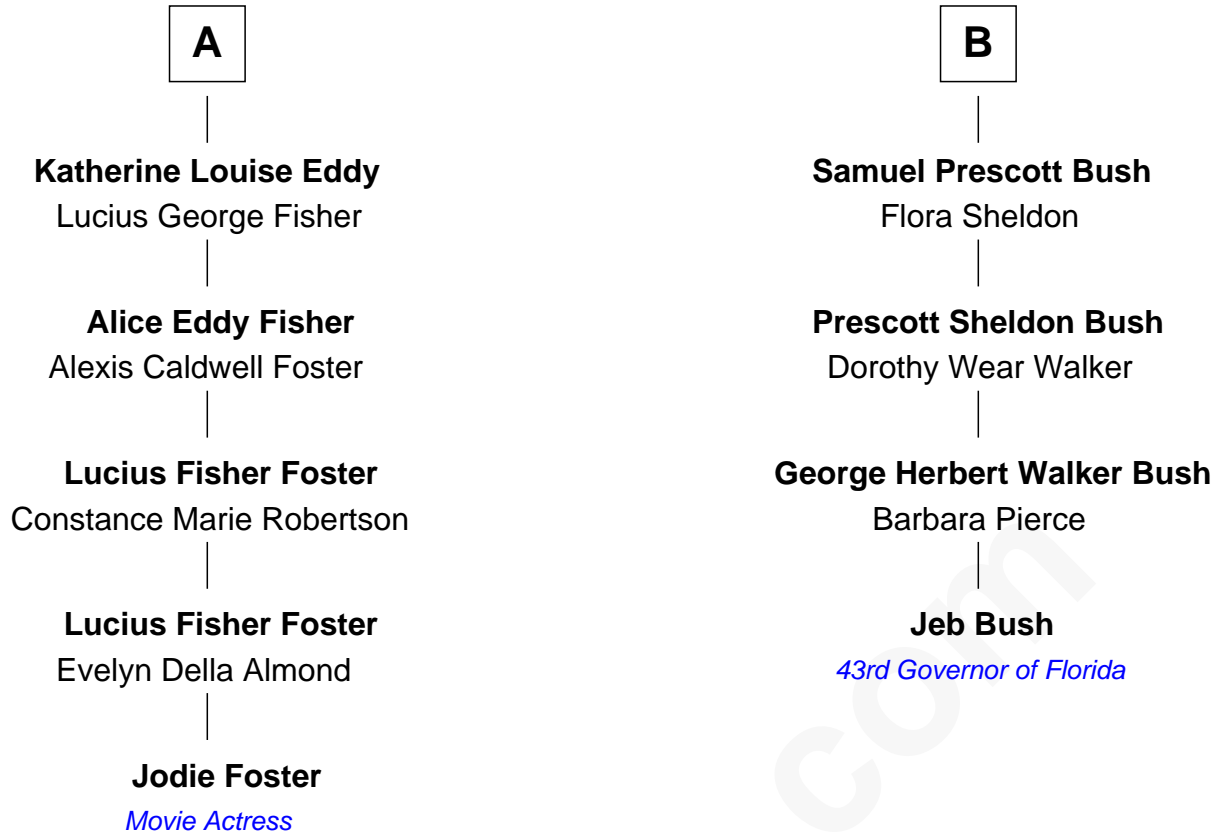 A
Katherine Louise Eddy
Lucius George Fisher
Alice Eddy Fisher
Alexis Caldwell Foster
Lucius Fisher Foster
Constance Marie Robertson
Lucius Fisher Foster
Evelyn Della Almond
Jodie Foster
Movie Actress
B
Samuel Prescott Bush
Flora Sheldon
Prescott Sheldon Bush
Dorothy Wear Walker
George Herbert Walker Bush
Barbara Pierce
Jeb Bush
43rd Governor of Florida
com